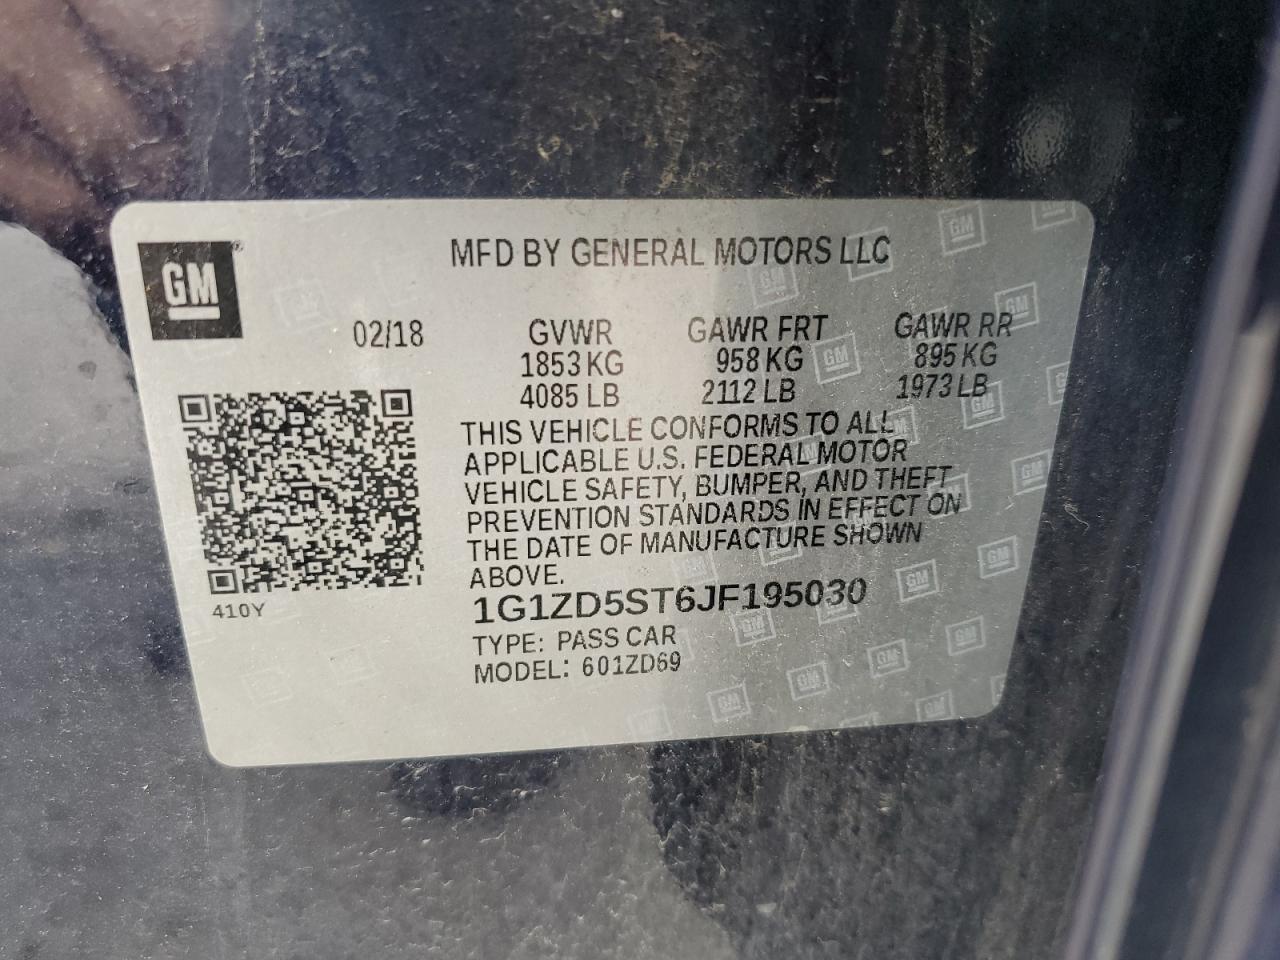 GM
MFD BY GENERAL MOTORS LLC
02/18 GVWR GAWR FRT GAWR RR
1853 KG 958 KG 895 KG
4085 LB 2112 LB 1973 LB
THIS VEHICLE CONFORMS TO ALL
APPLICABLE U.S. FEDERAL MOTOR
VEHICLE SAFETY, BUMPER, AND THEFT
PREVENTION STANDARDS IN EFFECT ON
THE DATE OF MANUFACTURE SHOWN
ABOVE.
410Y
1G1ZD5ST6JF195030
TYPE: PASS CAR
MODEL: 601ZD69